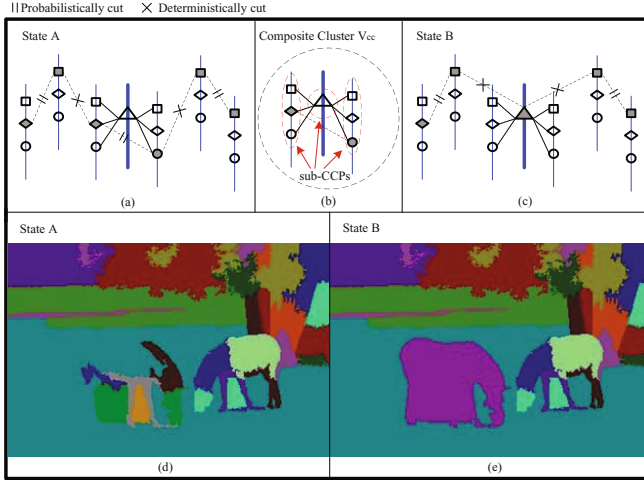 Probabilistically cut Deterministically cut
State A
Composite Cluster Vcc
State B
sub-CCPs
(a)
(b)
(c)
State A
State B
(d)
(e)